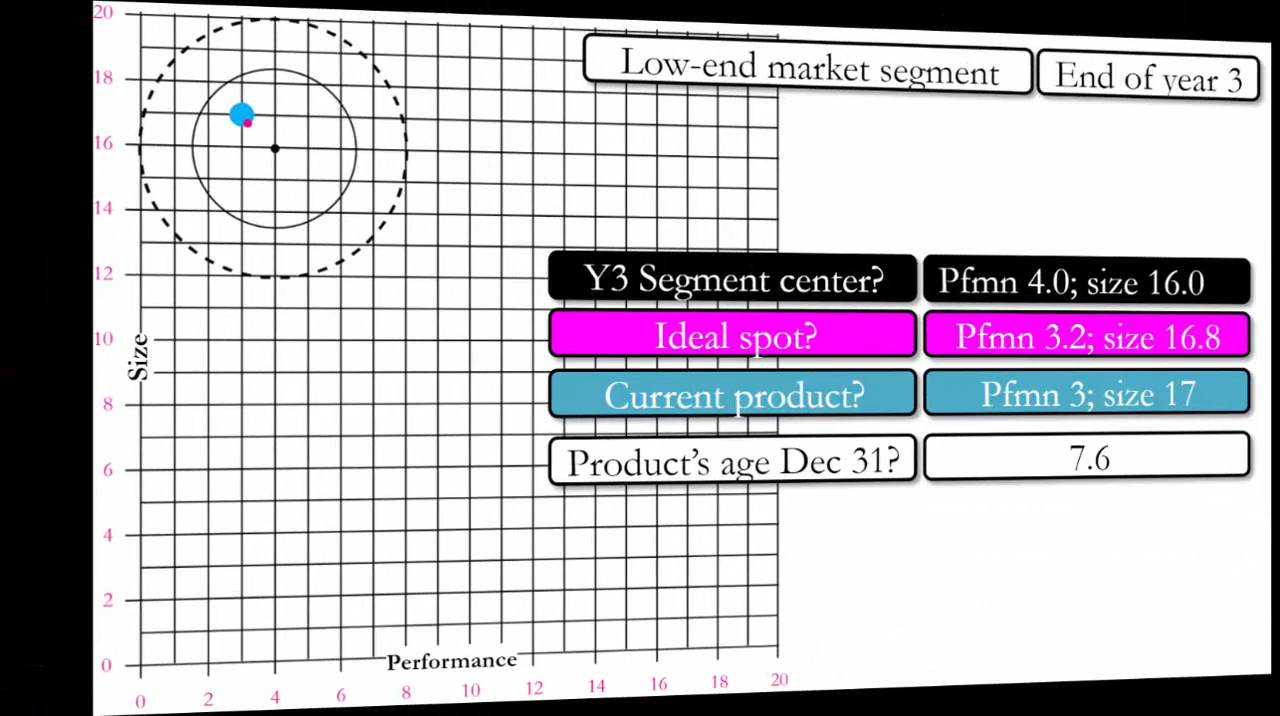 20
18
16
14
12
10
8
6
4
2
0
Size
Low-end market segment
End of year 3
Y3 Segment center?
Pfmn 4.0; size 16.0
Ideal spot?
Pfmn 3.2; size 16.8
Current product?
Pfmn 3; size 17
Product's age Dec 31?
7.6
Performance
0 2 4 6 8 10 12 14 16 18 20